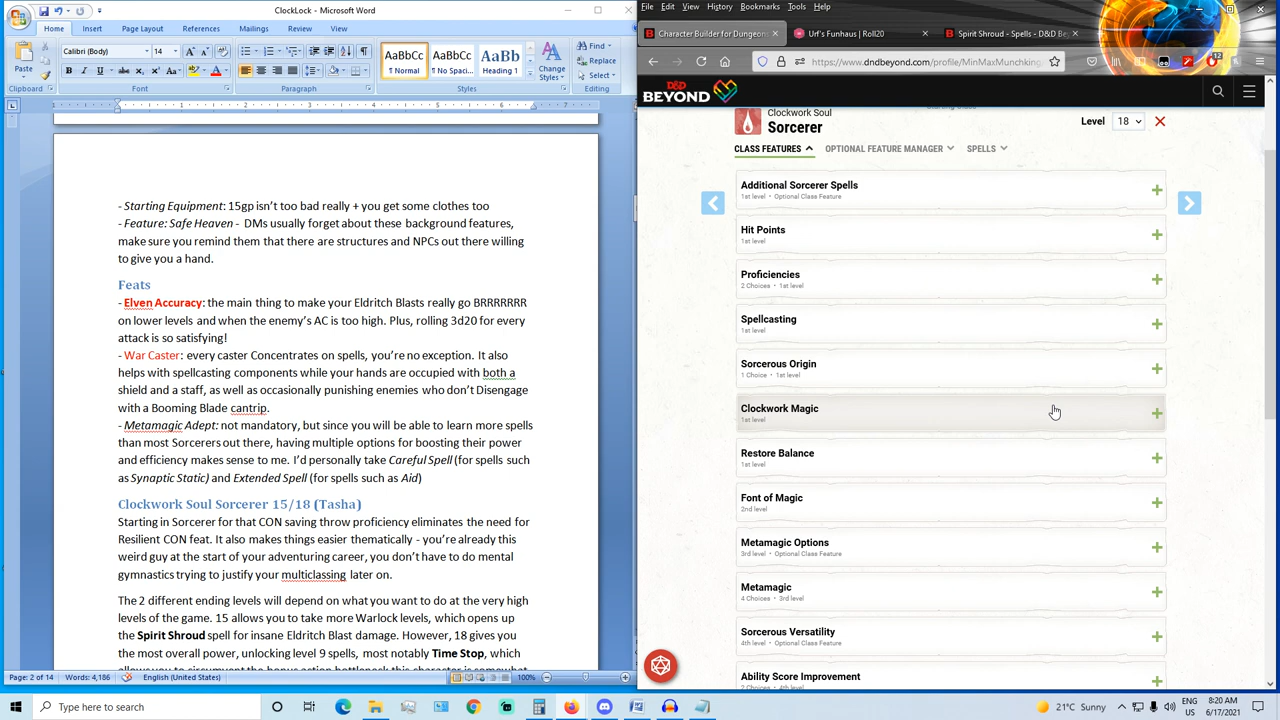 ClockLock - Microsoft Word
Home Insert Page Layout References Mailings Review View
Calibri (Body) 14
Paste
Clipboard Font Paragraph Styles Editing
AaBbCc AaBbCc AaBb
¶ Normal ¶ No Spaci... Heading 1
Change
Styles
Find
Replace
Select
- Starting Equipment: 15gp isn't too bad really + you get some clothes too
- Feature: Safe Heaven - DMs usually forget about these background features,
make sure you remind them that there are structures and NPCs out there willing
to give you a hand.
Feats
- Elven Accuracy: the main thing to make your Eldritch Blasts really go BRRRRRRR
on lower levels and when the enemy's AC is too high. Plus, rolling 3d20 for every
attack is so satisfying!
- War Caster: every caster Concentrates on spells, you're no exception. It also
helps with spellcasting components while your hands are occupied with both a
shield and a staff, as well as occasionally punishing enemies who don't Disengage
with a Booming Blade cantrip.
- Metamagic Adept: not mandatory, but since you will be able to learn more spells
than most Sorcerers out there, having multiple options for boosting their power
and efficiency makes sense to me. I'd personally take Careful Spell (for spells such
as Synaptic Static) and Extended Spell (for spells such as Aid)
Clockwork Soul Sorcerer 15/18 (Tasha)
Starting in Sorcerer for that CON saving throw proficiency eliminates the need for
Resilient CON feat. It also makes things easier thematically - you're already this
weird guy at the start of your adventuring career, you don't have to do mental
gymnastics trying to justify your multiclassing later on.
The 2 different ending levels will depend on what you want to do at the very high
levels of the game. 15 allows you to take more Warlock levels, which opens up
the Spirit Shroud spell for insane Eldritch Blast damage. However, 18 gives you
the most overall power, unlocking level 9 spells, most notably Time Stop, which
allows you to circumvent the bonus action bottleneck this character is somewhat
Page: 2 of 14 Words: 4,186 English (United States) 100%
File Edit View History Bookmarks Tools Help
Character Builder for Dungeons Urf's Funhaus | Roll20 Spirit Shroud - Spells - D&D Be
https://www.dndbeyond.com/profile/MinMaxMunchking
12
D&D
BEYOND
Clockwork Soul
Sorcerer
Level 18
CLASS FEATURES OPTIONAL FEATURE MANAGER SPELLS
Additional Sorcerer Spells
1st level • Optional Class Feature
Hit Points
1st level
Proficiencies
2 Choices • 1st level
Spellcasting
1st level
Sorcerous Origin
1 Choice • 1st level
Clockwork Magic
1st level
Restore Balance
1st level
Font of Magic
2nd level
Metamagic Options
3rd level • Optional Class Feature
Metamagic
4 Choices • 3rd level
Sorcerous Versatility
4th level • Optional Class Feature
Ability Score Improvement
2 Choices • 4th level
Type here to search
21°C Sunny
ENG
US
8:20 AM
6/17/2021